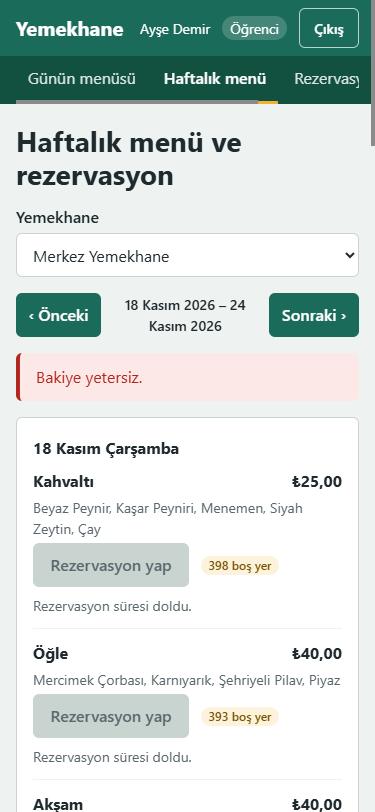 Yemekhane Ayşe Demir Öğrenci Çıkış
Günün menüsü Haftalık menü Rezervasy
Haftalık menü ve
rezervasyon
Yemekhane
Merkez Yemekhane
‹ Önceki
18 Kasım 2026 – 24
Kasım 2026
Sonraki ›
Bakiye yetersiz.
18 Kasım Çarşamba
Kahvaltı ₺25,00
Beyaz Peynir, Kaşar Peyniri, Menemen, Siyah
Zeytin, Çay
Rezervasyon yap 398 boş yer
Rezervasyon süresi doldu.
Öğle ₺40,00
Mercimek Çorbası, Karnıyarık, Şehriyeli Pilav, Piyaz
Rezervasyon yap 393 boş yer
Rezervasyon süresi doldu.
Akşam ₺40,00